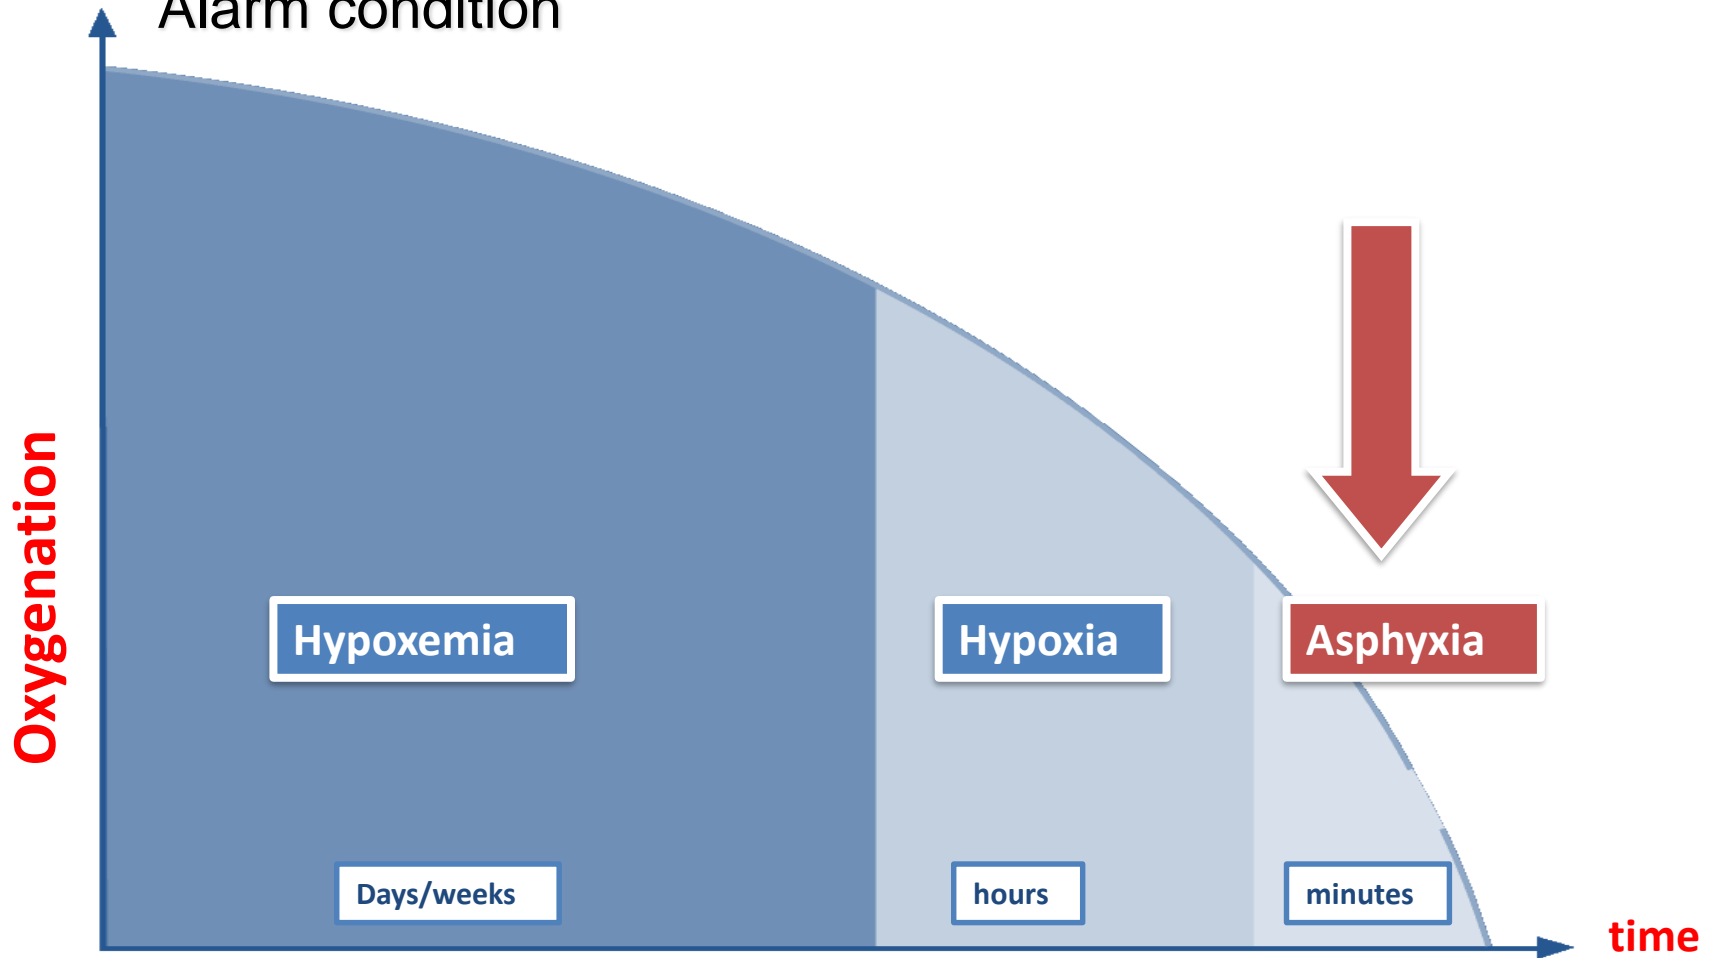 Alarm condition
Oxygenation
Hypoxemia
Hypoxia
Asphyxia
Days/weeks
hours
minutes
time